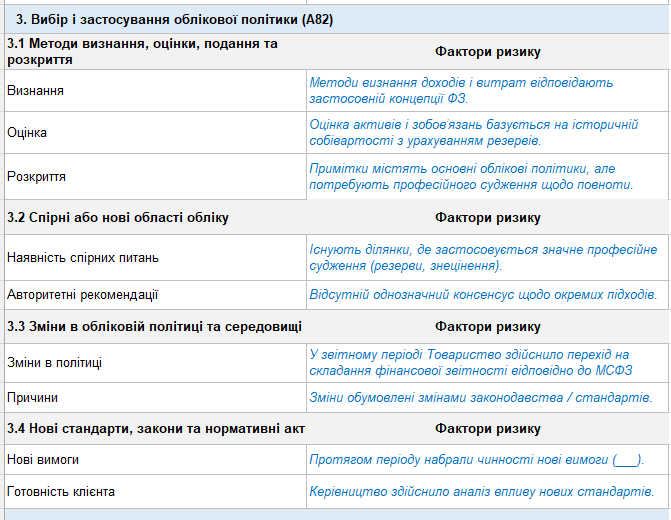 3. Вибір і застосування облікової політики (А82)
3.1 Методи визнання, оцінки, подання та
розкриття
Фактори ризику
Визнання
Методи визнання доходів і витрат відповідають
застосовній концепції ФЗ.
Оцінка
Оцінка активів і зобов'язань базується на історичній
собівартості з урахуванням резервів.
Розкриття
Примітки містять основні облікові політики, але
потребують професійного судження щодо повноти.
3.2 Спірні або нові області обліку
Фактори ризику
Наявність спірних питань
Існують ділянки, де застосовується значне професійне
судження (резерви, знецінення).
Авторитетні рекомендації
Відсутній однозначний консенсус щодо окремих підходів.
3.3 Зміни в обліковій політиці та середовищі
Фактори ризику
Зміни в політиці
У звітному періоді Товариство здійснило перехід на
складання фінансової звітності відповідно до МСФЗ
Причини
Зміни обумовлені змінами законодавства / стандартів.
3.4 Нові стандарти, закони та нормативні акт
Фактори ризику
Нові вимоги
Протягом періоду набрали чинності нові вимоги (___).
Готовність клієнта
Керівництво здійснило аналіз впливу нових стандартів.